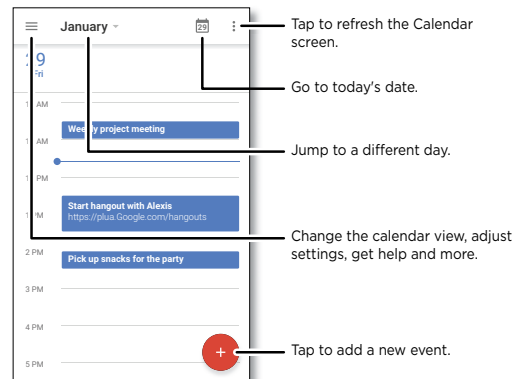 January
29
Tap to refresh the Calendar
screen.
Go to today's date.
Fri
AM
Weekly project meeting
AM
Jump to a different day.
PM
Start hangout with Alexis
https://plua.Google.com/hangouts
PM
Change the calendar view, adjust
settings, get help and more.
2 PM
Pick up snacks for the party
3 PM
4 PM
+
Tap to add a new event.
5 PM